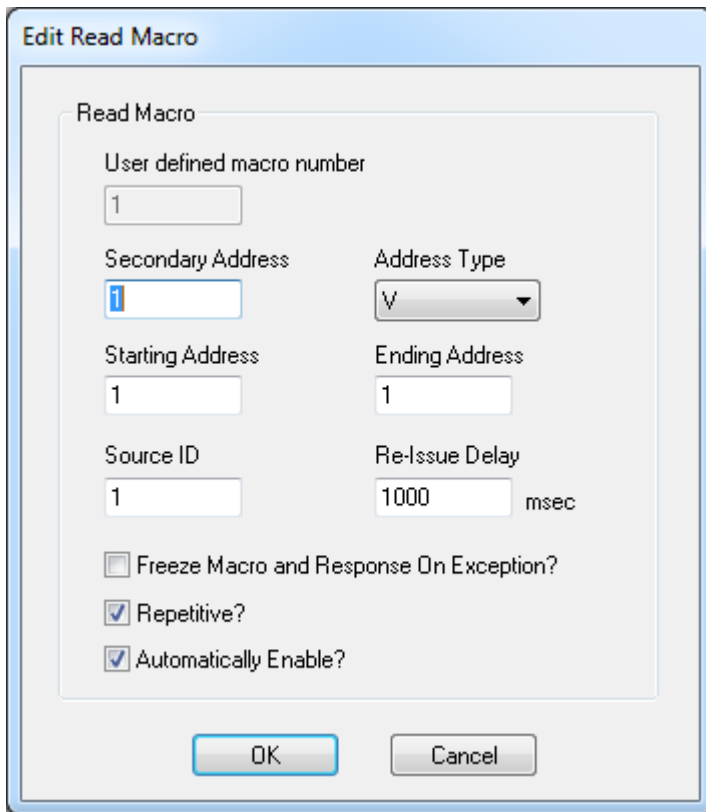 Edit Read Macro
Read Macro
User defined macro number
1
Secondary Address Address Type
1 V
Starting Address Ending Address
1 1
Source ID Re-Issue Delay
1 1000 msec
Freeze Macro and Response On Exception?
Repetitive?
Automatically Enable?
OK Cancel